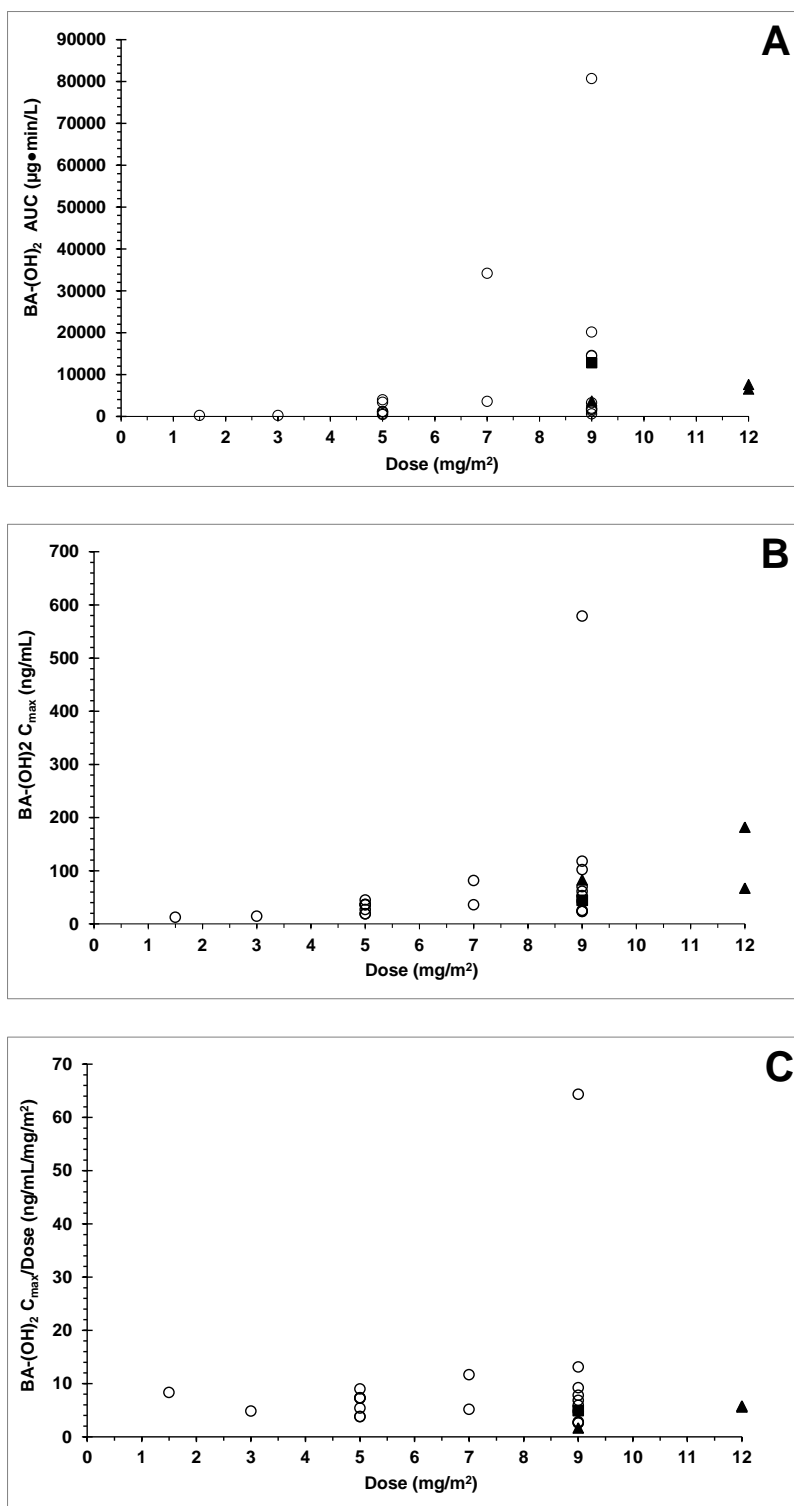 A
90000
80000
70000
60000
50000
40000
30000
20000
10000
0
BA-(OH)₂ AUC (µg●min/L)
0 1 2 3 4 5 6 7 8 9 10 11 12
Dose (mg/m²)
B
700
600
500
400
300
200
100
0
BA-(OH)2 Cmax (ng/mL)
0 1 2 3 4 5 6 7 8 9 10 11 12
Dose (mg/m²)
C
70
60
50
40
30
20
10
0
BA-(OH)₂ Cmax/Dose (ng/mL/mg/m²)
0 1 2 3 4 5 6 7 8 9 10 11 12
Dose (mg/m²)